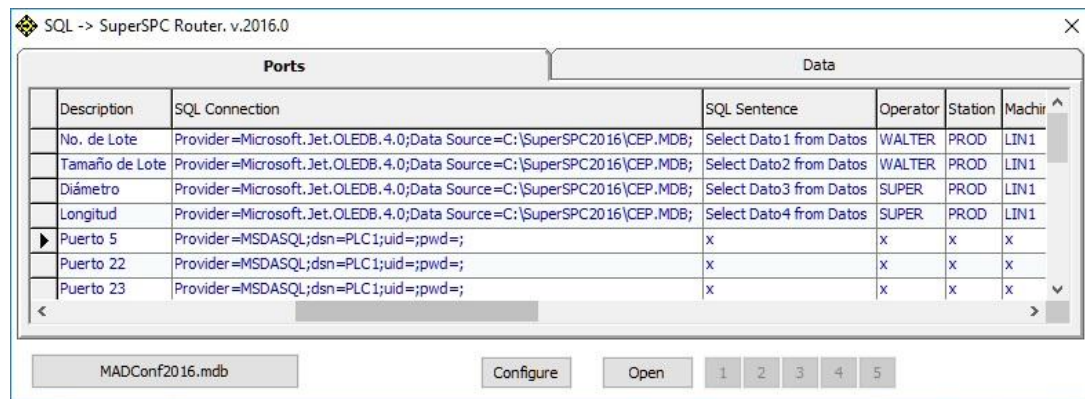 SQL -> SuperSPC Router. v.2016.0
Ports Data
Description SQL Connection SQL Sentence Operator Station Machin
No. de Lote Provider=Microsoft.Jet.OLEDB.4.0;Data Source=C:\SuperSPC2016\CEP.MDB; Select Dato1 from Datos WALTER PROD LIN1
Tamaño de Lote Provider=Microsoft.Jet.OLEDB.4.0;Data Source=C:\SuperSPC2016\CEP.MDB; Select Dato2 from Datos WALTER PROD LIN1
Diámetro Provider=Microsoft.Jet.OLEDB.4.0;Data Source=C:\SuperSPC2016\CEP.MDB; Select Dato3 from Datos SUPER PROD LIN1
Longitud Provider=Microsoft.Jet.OLEDB.4.0;Data Source=C:\SuperSPC2016\CEP.MDB; Select Dato4 from Datos SUPER PROD LIN1
Puerto 5 Provider=MSDASQL;dsn=PLC1;uid=;pwd=; x x x x
Puerto 22 Provider=MSDASQL;dsn=PLC1;uid=;pwd=; x x x x
Puerto 23 Provider=MSDASQL;dsn=PLC1;uid=;pwd=; x x x x
MADConf2016.mdb Configure Open 1 2 3 4 5